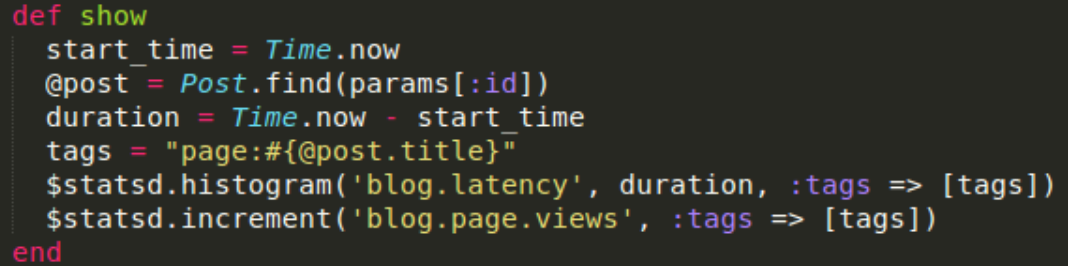 def show
  start_time = Time.now
  @post = Post.find(params[:id])
  duration = Time.now - start_time
  tags = "page:#{@post.title}"
  $statsd.histogram('blog.latency', duration, :tags => [tags])
  $statsd.increment('blog.page.views', :tags => [tags])
end